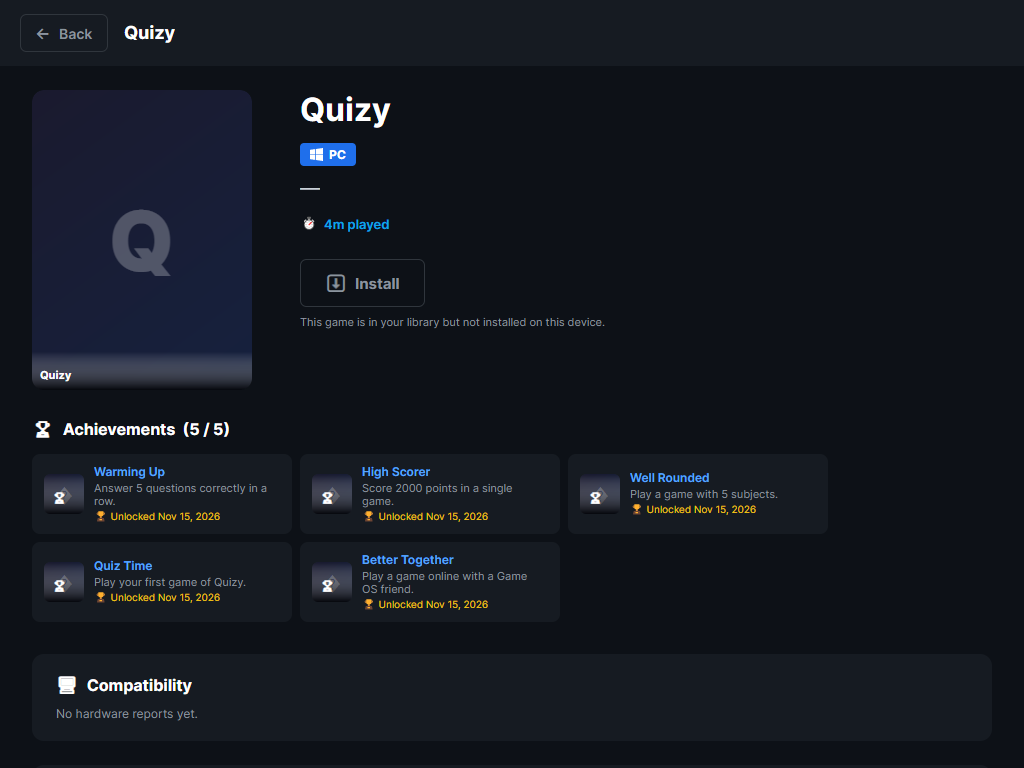 Back
Quizy
Q
Quizy
Quizy
PC
—
4m played
Install
This game is in your library but not installed on this device.
Achievements (5 / 5)
Warming Up
Answer 5 questions correctly in a
row.
Unlocked Nov 15, 2026
High Scorer
Score 2000 points in a single
game.
Unlocked Nov 15, 2026
Well Rounded
Play a game with 5 subjects.
Unlocked Nov 15, 2026
Quiz Time
Play your first game of Quizy.
Unlocked Nov 15, 2026
Better Together
Play a game online with a Game
OS friend.
Unlocked Nov 15, 2026
Compatibility
No hardware reports yet.